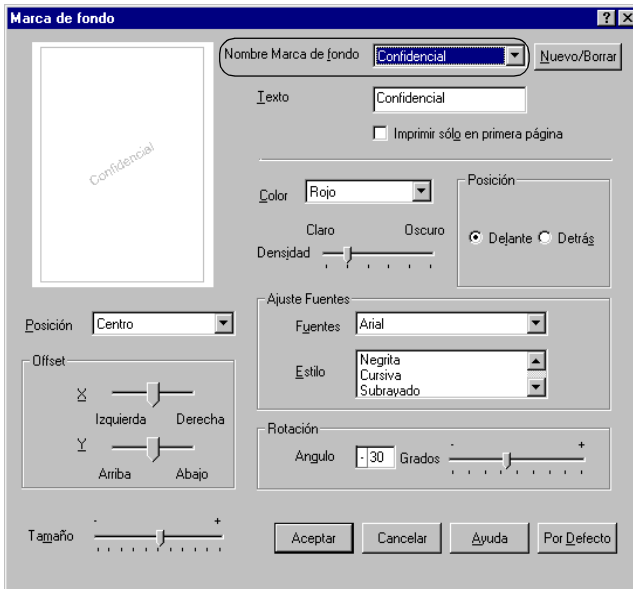 Marca de fondo
Confidencial
Nombre Marca de fondo Confidencial Nuevo/Borrar
Texto Confidencial
Imprimir sólo en primera página
Color Rojo
Claro Oscuro
Densidad
Posición
Delante Detrás
Posición Centro
Offset
X
Izquierda Derecha
Y
Arriba Abajo
Ajuste Fuentes
Fuentes Arial
Estilo Negrita
Cursiva
Subrayado
Rotación
Angulo - 30 Grados - +
Tamaño - +
Aceptar Cancelar Ayuda Por Defecto